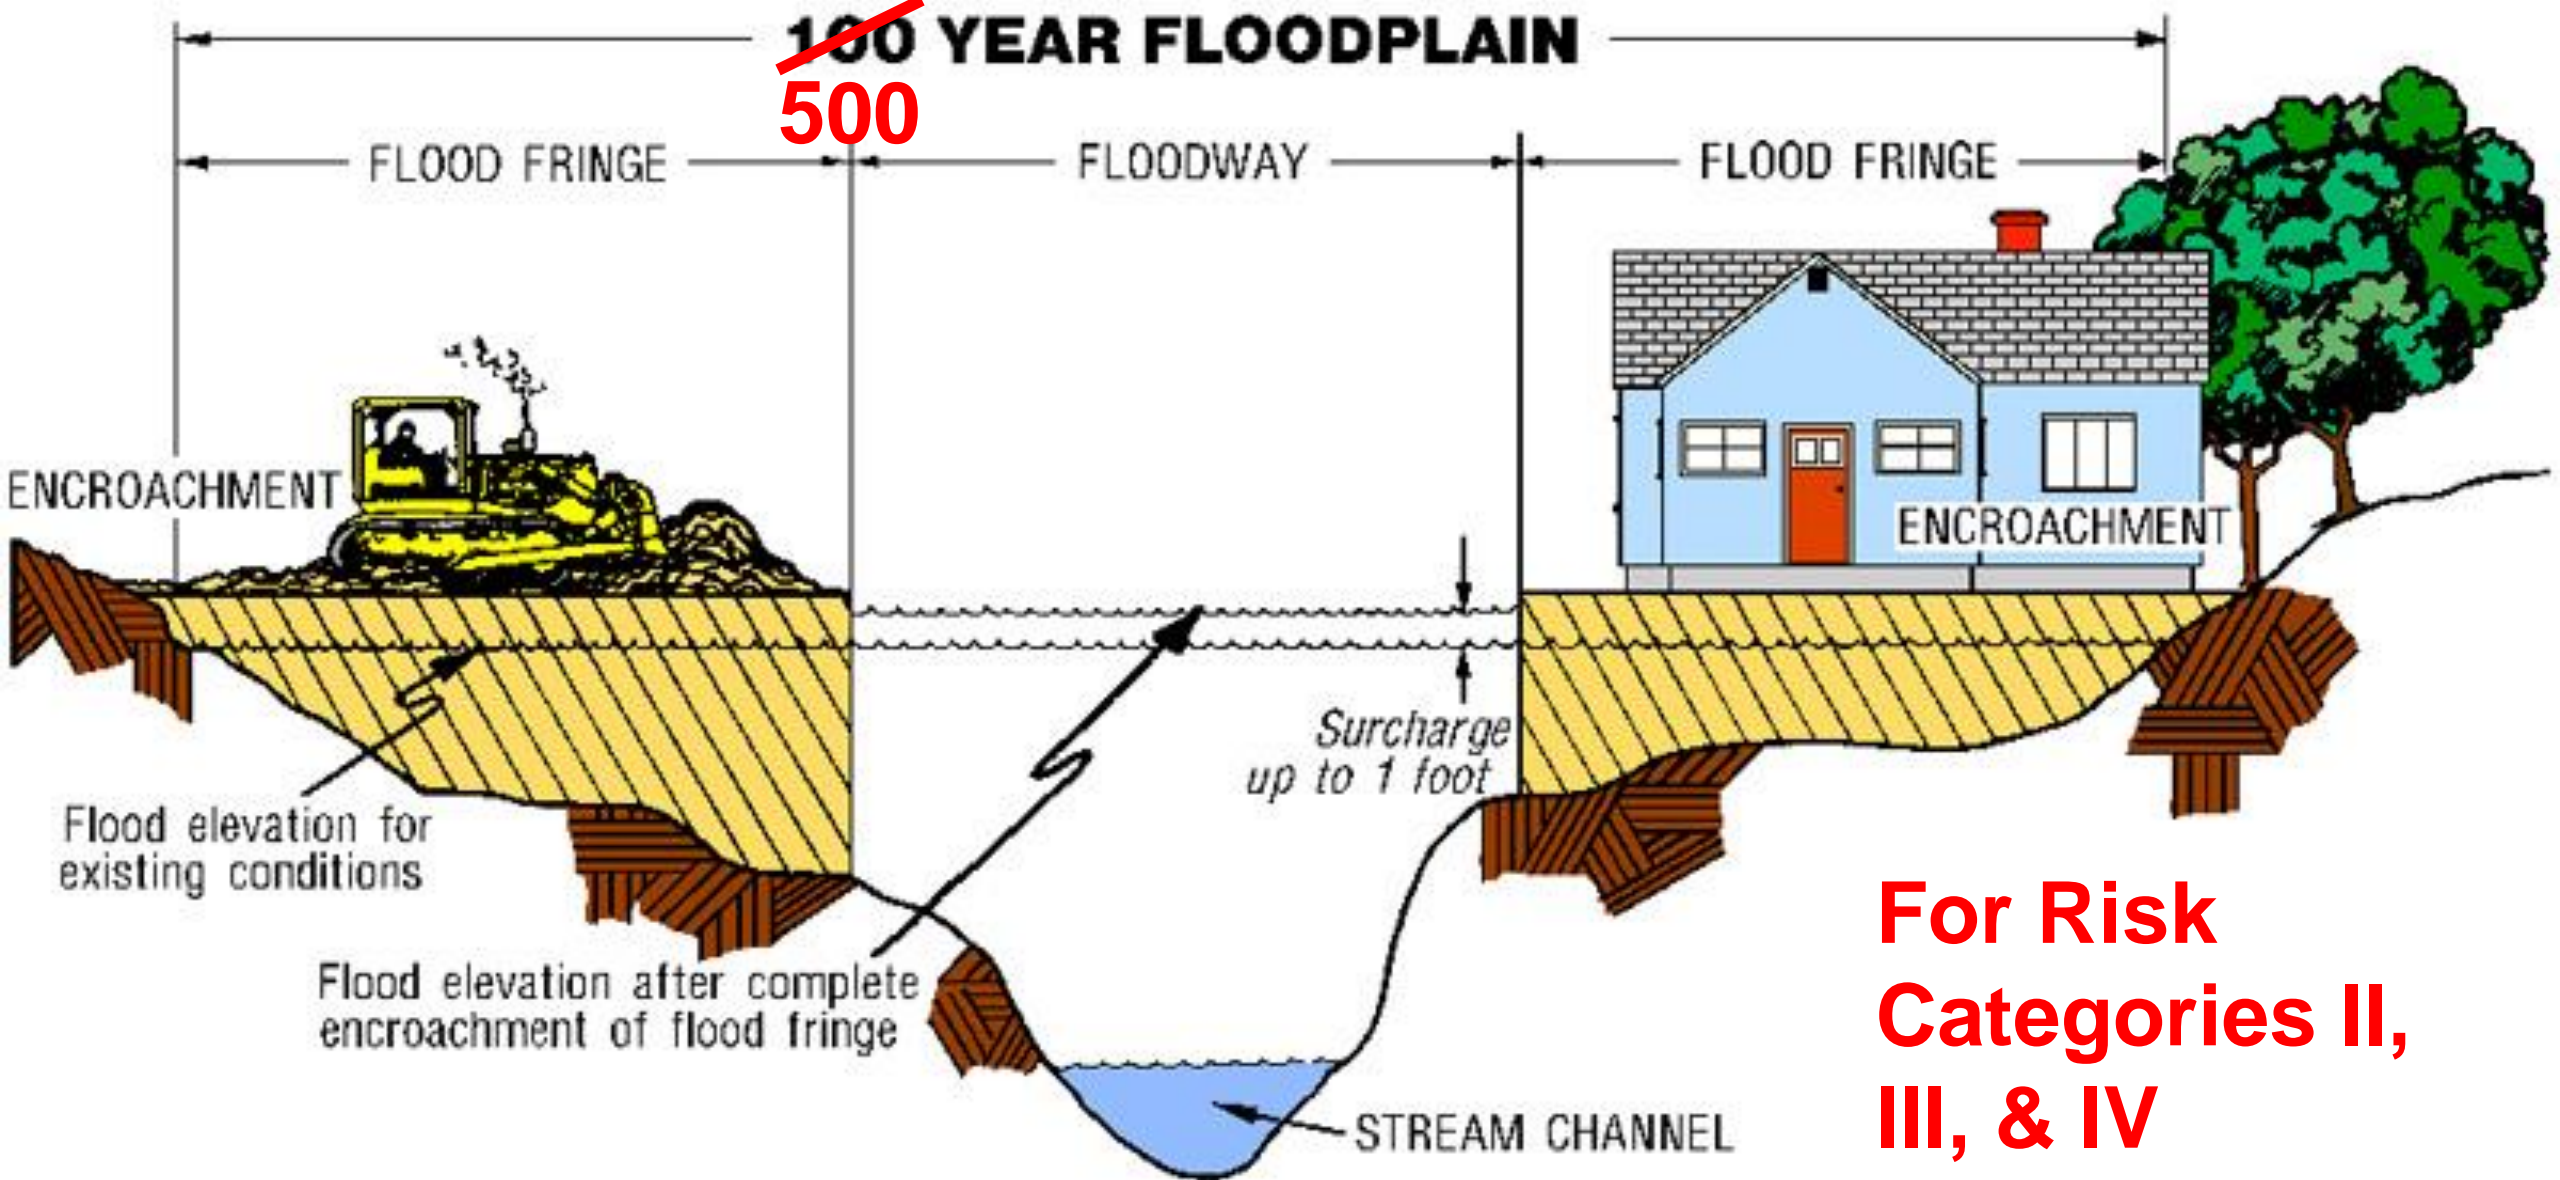 100 YEAR FLOODPLAIN
500
FLOOD FRINGE
FLOODWAY
FLOOD FRINGE
ENCROACHMENT
ENCROACHMENT
Surcharge
up to 1 foot
Flood elevation for
existing conditions
Flood elevation after complete
encroachment of flood fringe
STREAM CHANNEL
For Risk
Categories II,
III, & IV